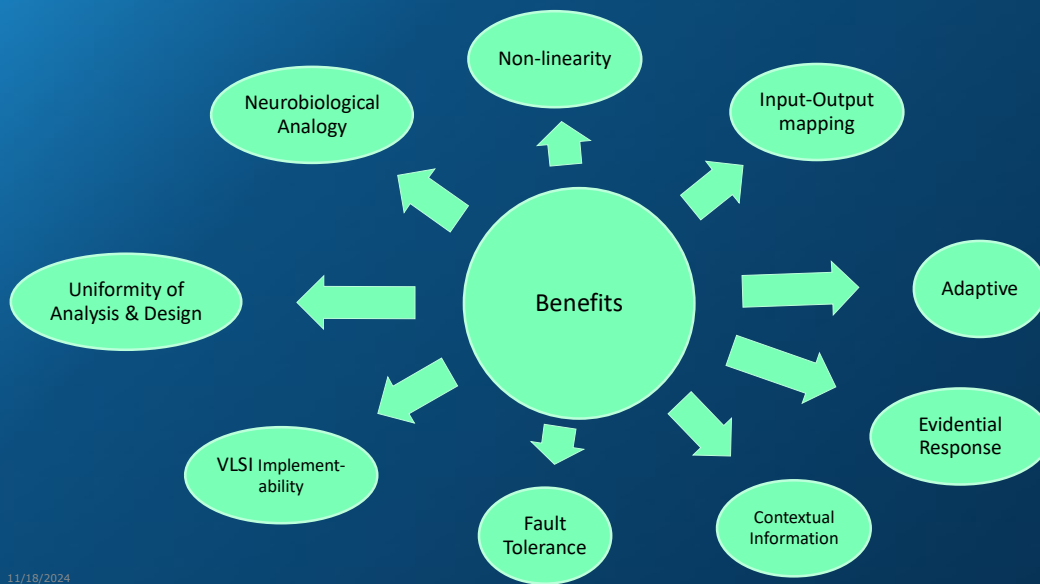 Non-linearity
Input-Output
mapping
Adaptive
Evidential
Response
Contextual
Information
Fault
Tolerance
VLSI Implement-
ability
Uniformity of
Analysis & Design
Neurobiological
Analogy
Benefits
11/18/2024